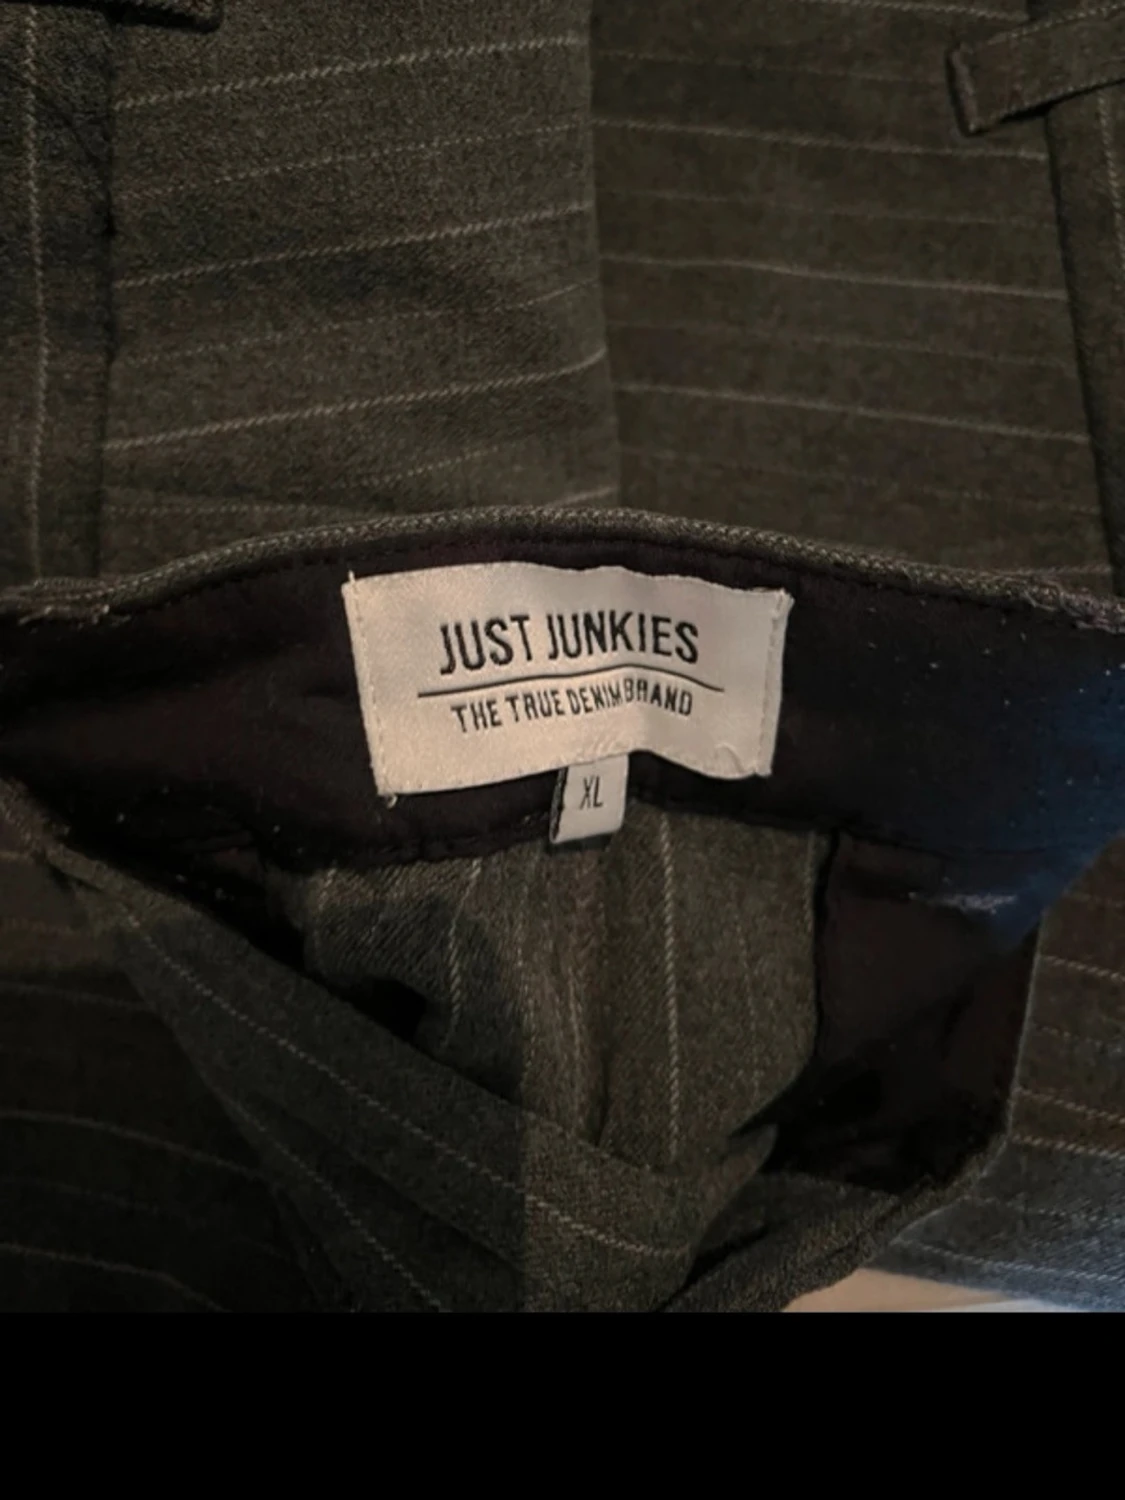 JUST JUNKIES
THE TRUE DENIM BRAND
XL